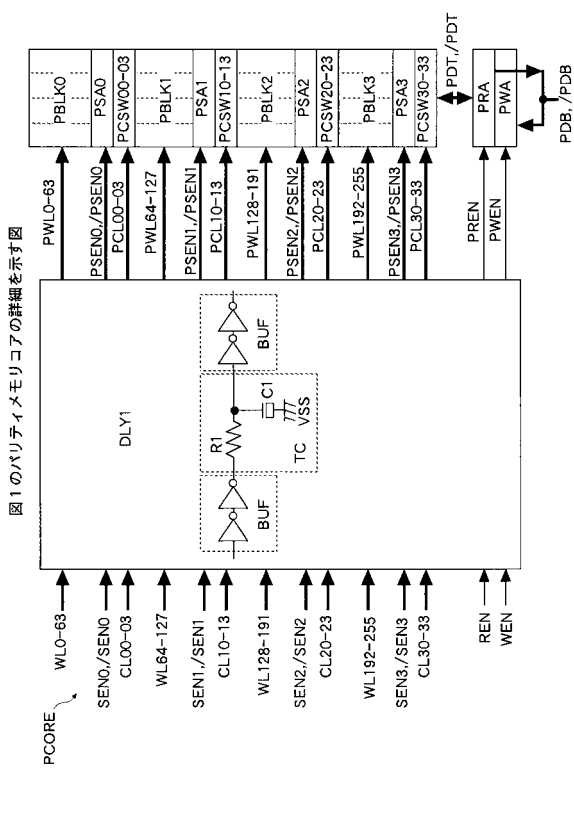 図1のパリティメモリコアの詳細を示す図
PCORE
WL0-63
SEN0,/SEN0
CL00-03
WL64-127
SEN1,/SEN1
CL10-13
WL128-191
SEN2,/SEN2
CL20-23
WL192-255
SEN3,/SEN3
CL30-33
REN
WEN
DLY1
BUF
R1
C1
VSS
TC
BUF
PWL0-63
PSEN0,/PSEN0
PCL00-03
PWL64-127
PSEN1,/PSEN1
PCL10-13
PWL128-191
PSEN2,/PSEN2
PCL20-23
PWL192-255
PSEN3,/PSEN3
PCL30-33
PREN
PWEN
PBLK0
PSA0
PCSW00-03
PBLK1
PSA1
PCSW10-13
PBLK2
PSA2
PCSW20-23
PBLK3
PSA3
PCSW30-33
PDT,/PDT
PRA
PWA
PDB, /PDB